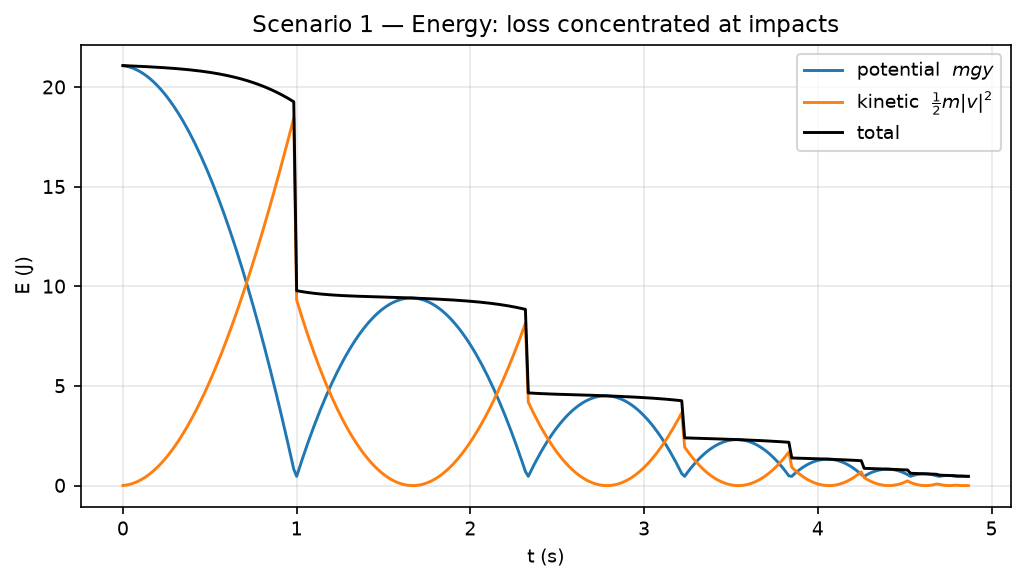 Scenario 1 — Energy: loss concentrated at impacts
potential mgy
kinetic ½m|v|²
total
E (J)
20
15
10
5
0
0 1 2 3 4 5
t (s)